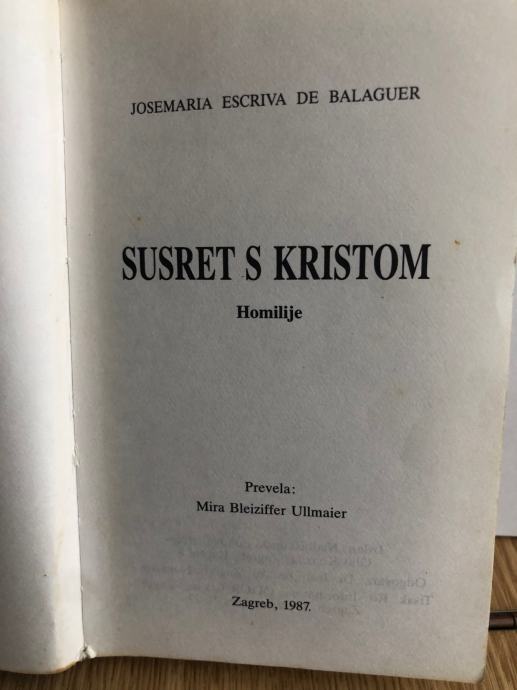 JOSEMARIA ESCRIVA DE BALAGUER
SUSRET S KRISTOM
Homilije
Prevela:
Mira Bleiziffer Ullmaier
Zagreb, 1987.